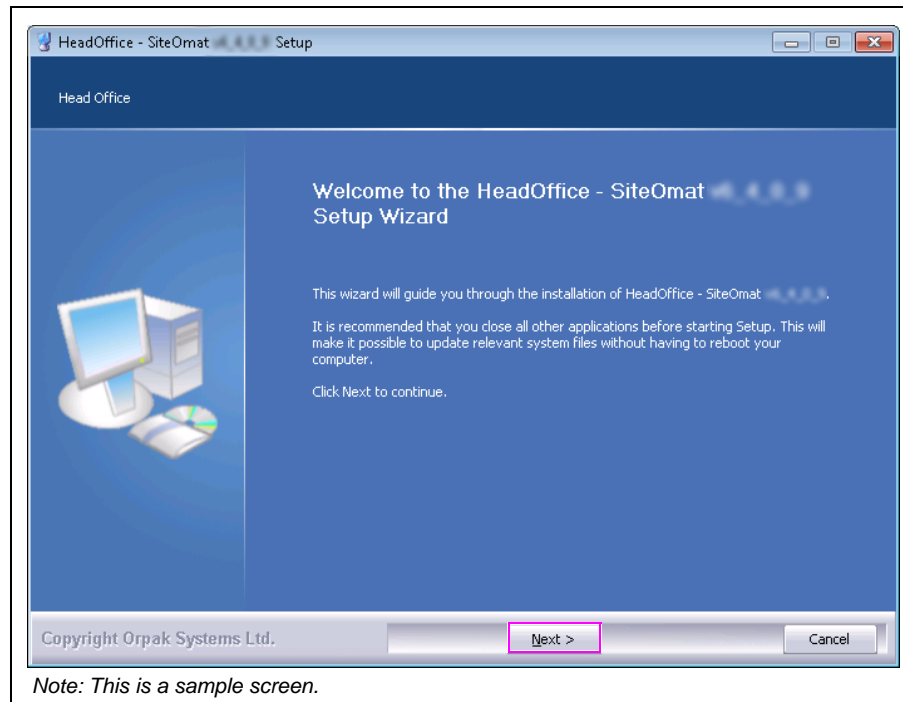 HeadOffice - SiteOmat Setup
Head Office
Welcome to the HeadOffice - SiteOmat
Setup Wizard
This wizard will guide you through the installation of HeadOffice - SiteOmat .
It is recommended that you close all other applications before starting Setup. This will
make it possible to update relevant system files without having to reboot your
computer.
Click Next to continue.
Copyright Orpak Systems Ltd.
Next >
Cancel
Note: This is a sample screen.